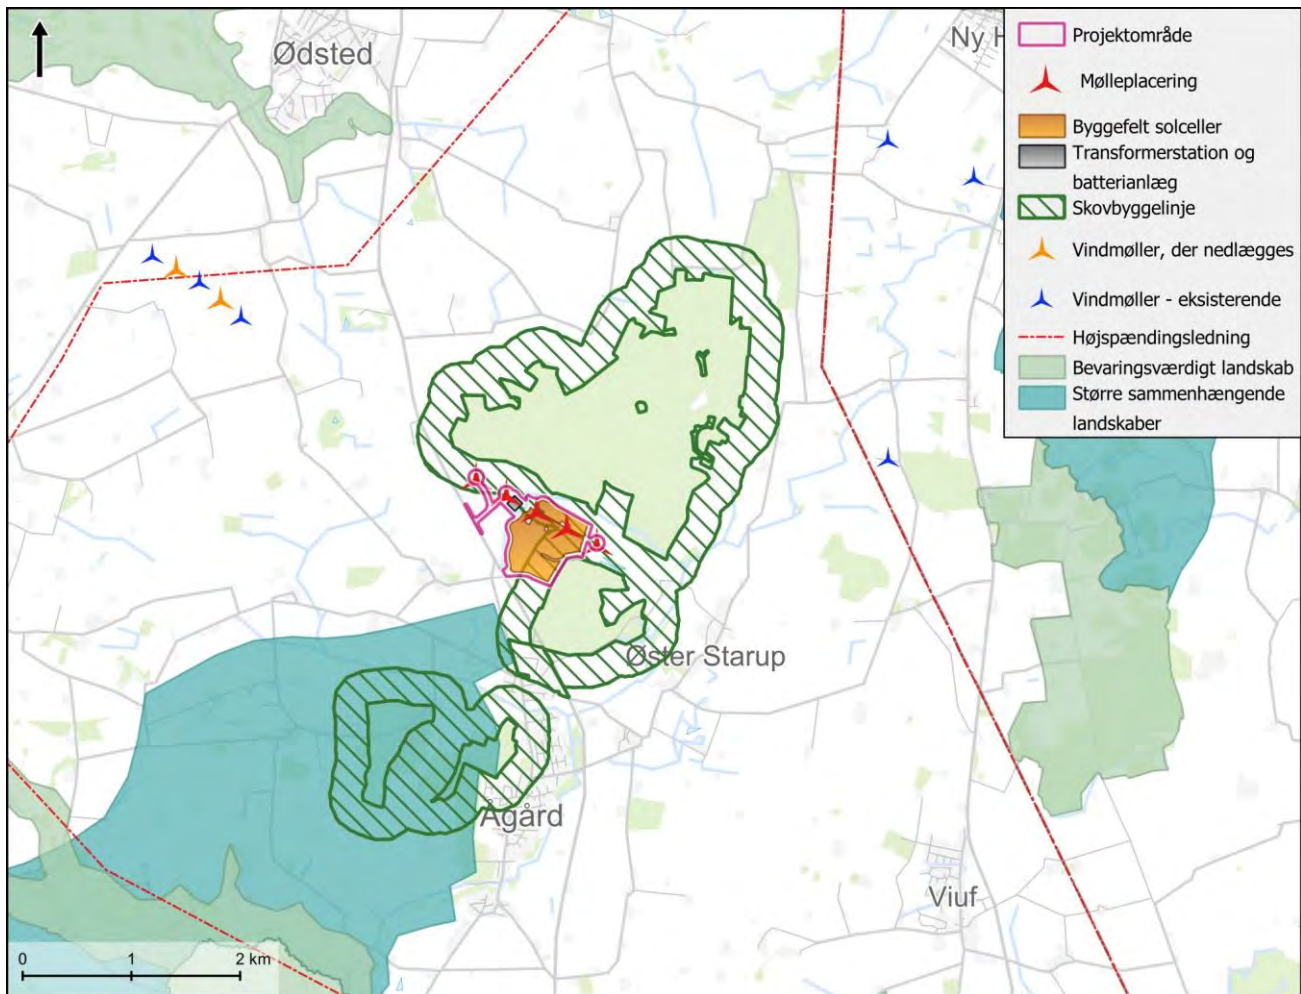 Ødsted
Ny H
Projektområde
Mølleplacering
Byggefelt solceller
Transformerstation og
batterianlæg
Skovbyggelinje
Vindmøller, der nedlægges
Vindmøller - eksisterende
Højspændingsledning
Bevaringsværdigt landskab
Større sammenhængende
landskaber
Øster Starup
Ågård
Viuf
0 1 2 km